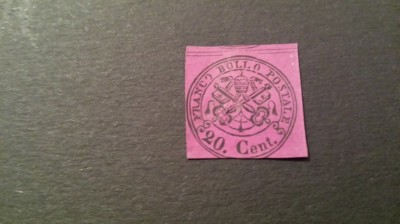 FRANCO BOLLO POSTALE
20. Cent.